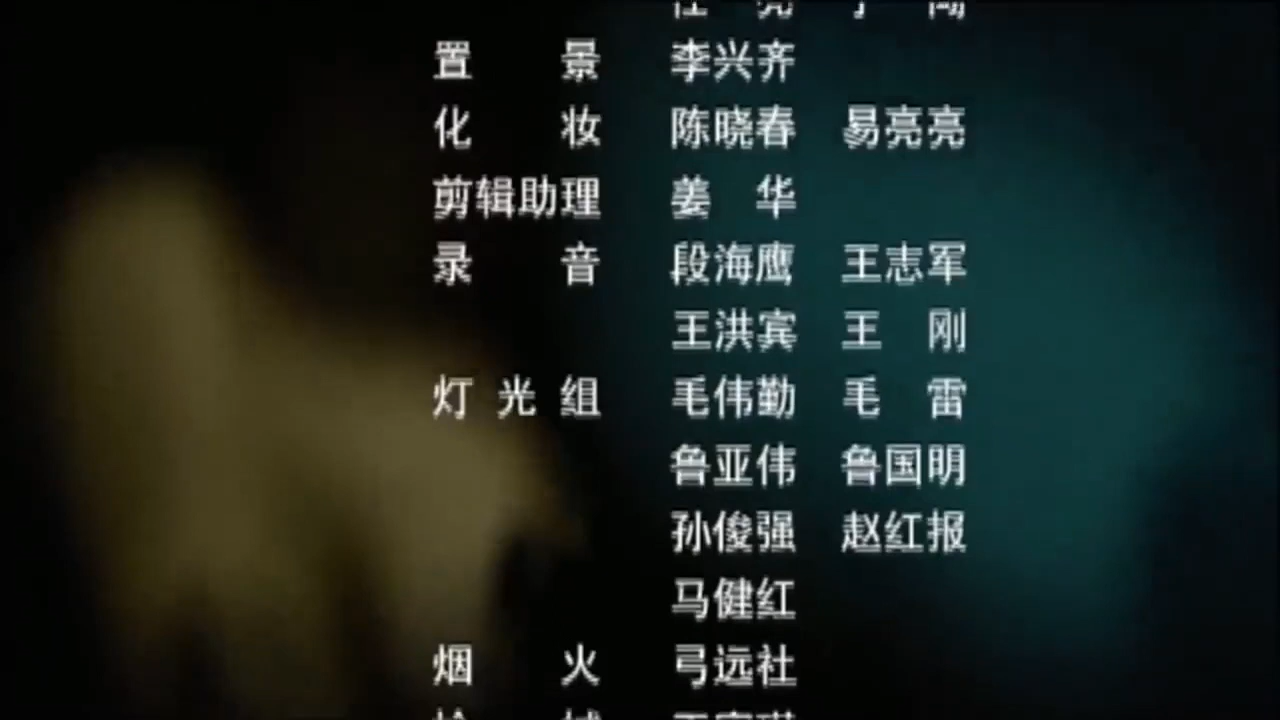 置 景 李兴齐
化 妆 陈晓春 易亮亮
剪辑助理 姜 华
录 音 段海鹰 王志军
王洪宾 王 刚
灯 光 组 毛伟勤 毛 雷
鲁亚伟 鲁国明
孙俊强 赵红报
马健红
烟 火 弓远社